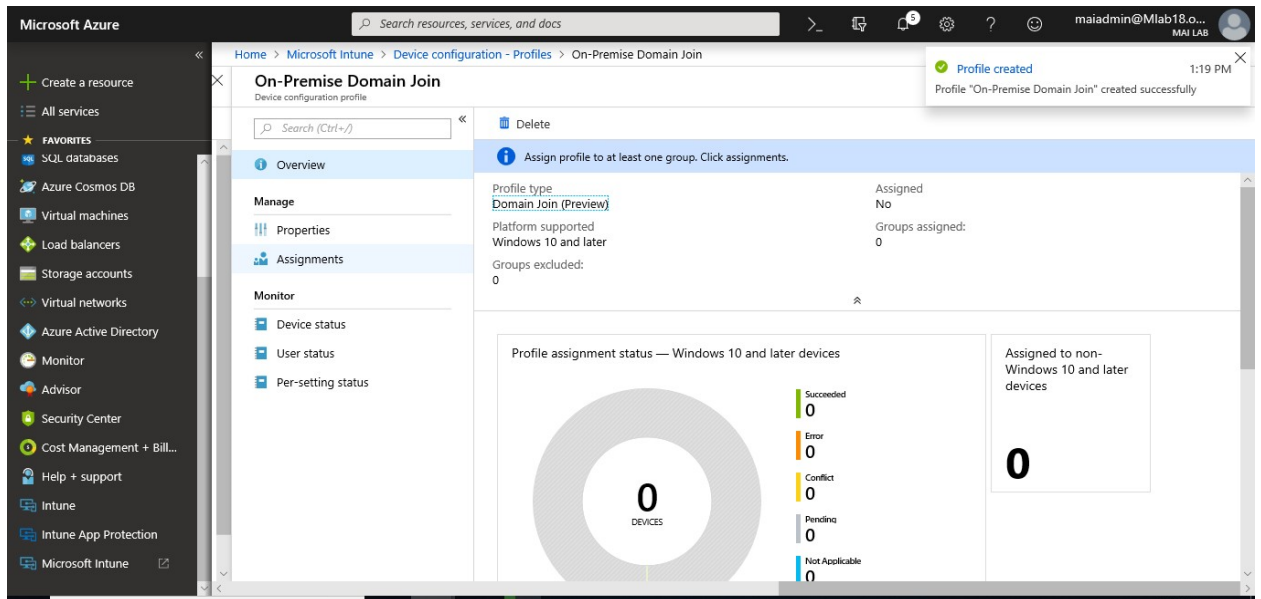 Microsoft Azure
Search resources, services, and docs
5
maiadmin@Mlab18.o...
MAI LAB
Home > Microsoft Intune > Device configuration - Profiles > On-Premise Domain Join
Profile created
1:19 PM
Profile "On-Premise Domain Join" created successfully
Create a resource
All services
FAVORITES
SQL databases
Azure Cosmos DB
Virtual machines
Load balancers
Storage accounts
Virtual networks
Azure Active Directory
Monitor
Advisor
Security Center
Cost Management + Bill...
Help + support
Intune
Intune App Protection
Microsoft Intune
On-Premise Domain Join
Device configuration profile
Search (Ctrl+/)
Overview
Manage
Properties
Assignments
Monitor
Device status
User status
Per-setting status
Delete
Assign profile to at least one group. Click assignments.
Profile type
Domain Join (Preview)
Platform supported
Windows 10 and later
Groups excluded:
0
Assigned
No
Groups assigned:
0
Profile assignment status — Windows 10 and later devices
0
DEVICES
Succeeded
0
Error
0
Conflict
0
Pending
0
Not Applicable
0
Assigned to non-
Windows 10 and later
devices
0